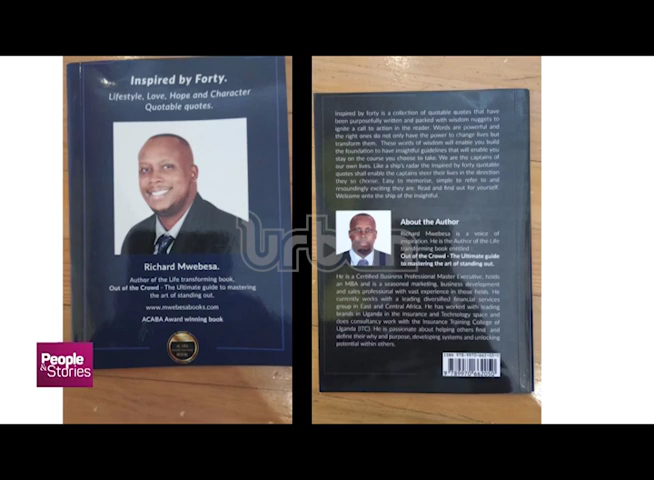 Inspired by Forty.
Lifestyle, Love, Hope and Character
Quotable quotes.
Richard Mwebesa.
Author of the Life transforming book,
Out of the Crowd - The Ultimate guide to mastering
the art of standing out.
www.mwebesabooks.com
ACABA Award winning book
People
& Stories
urban
Inspired by forty is a collection of quotable quotes that have
been purposefully written and packed with wisdom nuggets to
ignite a call to action in the reader. Words are powerful and
the right ones do not only have the power to change lives but
transform them. These words of wisdom will enable you build
the foundation to have insightful guidelines that will enable you
stay on the course you choose to take. We are the captains of
our own lives. Like a ship's radar the Inspired by forty quotable
quotes shall enable the captains steer their lives in the direction
they so choose. Easy to memorise, simple to refer to and
resoundingly exciting they are. Read and find out for yourself.
Welcome onto the ship of the insightful.
About the Author
Richard Mwebesa is a voice of
inspiration. He is the Author of the Life
transforming book entitled :
Out of the Crowd - The Ultimate guide
to mastering the art of standing out.
He is a Certified Business Professional Master Executive, holds
an MBA and is a seasoned marketing, business development
and sales professional with vast experience in those fields. He
currently works with a leading diversified financial services
group in East and Central Africa. He has worked with leading
brands in Uganda in the Insurance and Technology space and
does consultancy work with the Insurance Training College of
Uganda (ITC). He is passionate about helping others find and
define their why and purpose, developing systems and unlocking
potential within others.